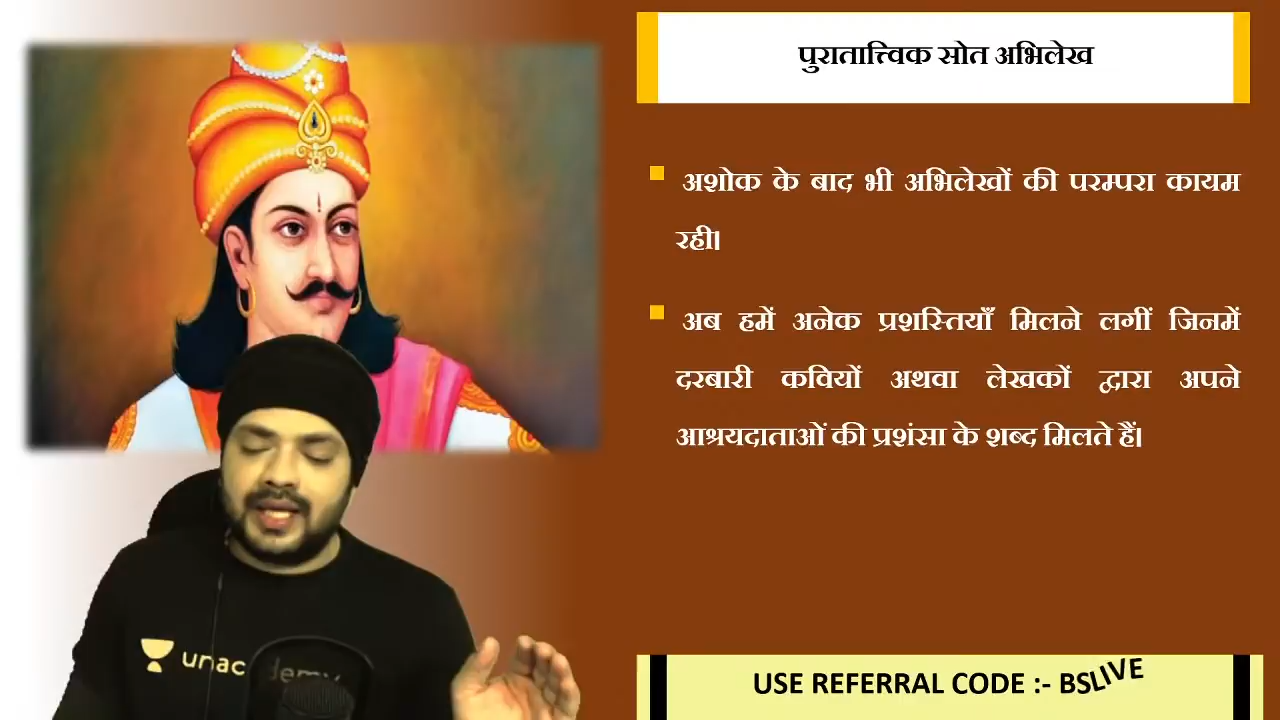 पुरातात्त्विक सोत अभिलेख
अशोक के बाद भी अभिलेखों की परम्परा कायम
रही।
अब हमें अनेक प्रशस्तियाँ मिलने लगीं जिनमें
दरबारी कवियों अथवा लेखकों द्वारा अपने
आश्रयदाताओं की प्रशंसा के शब्द मिलते हैं।
unacademy
USE REFERRAL CODE :- BSLIVE